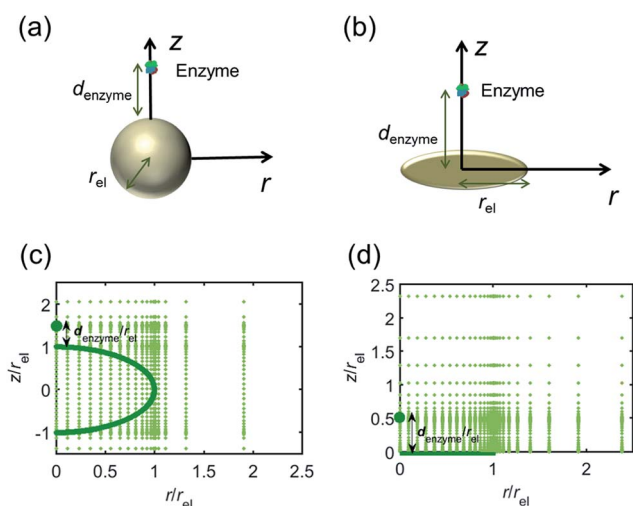 (a)
z
Enzyme
d_enzyme
r_el
r
(b)
z
Enzyme
d_enzyme
r_el
r
(c)
2
1
0
-1
z/r_el
d_enzyme/r_el
0 0.5 1 1.5 2 2.5
r/r_el
(d)
2.5
2
1.5
1
0.5
0
z/r_el
d_enzyme/r_el
0 1 2
r/r_el